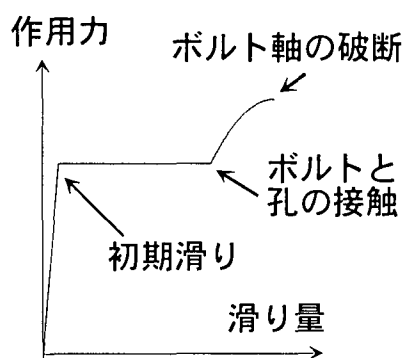 作用力
ボルト軸の破断
ボルトと
孔の接触
初期滑り
滑り量